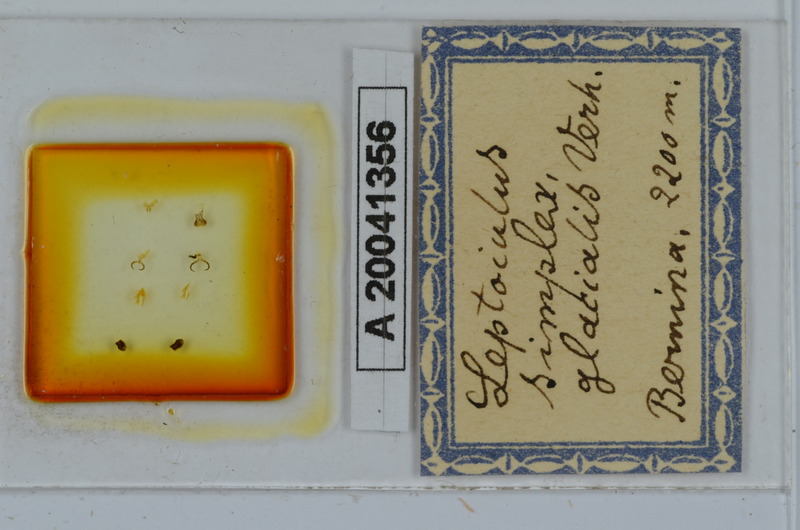 A 20041356
Leptoiulus
simplex,
glacialis Verh.
Bernina, 2200 m.